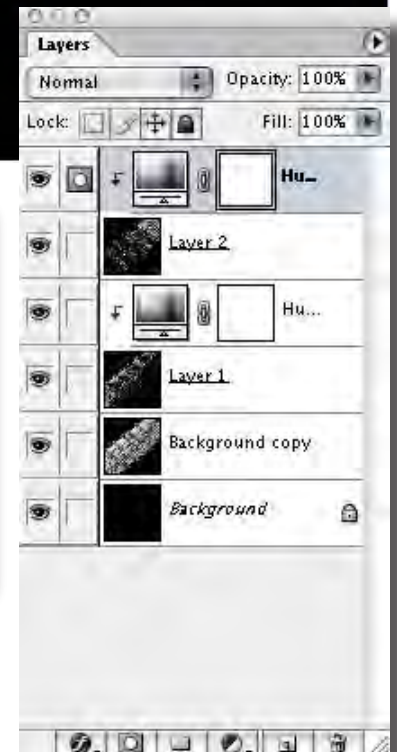 Layers
Normal Opacity: 100%
Lock: Fill: 100%
Hu...
Layer 2
Hu...
Layer 1
Background copy
Background